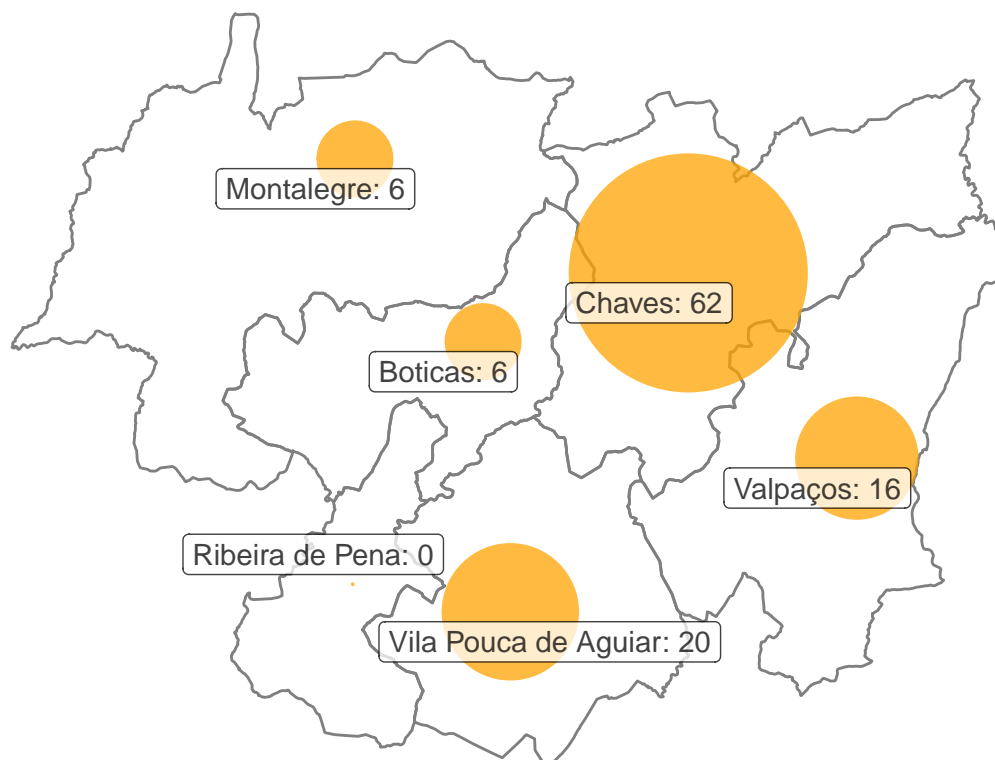 Montalegre: 6
Chaves: 62
Boticas: 6
Valpaços: 16
Ribeira de Pena: 0
Vila Pouca de Aguiar: 20